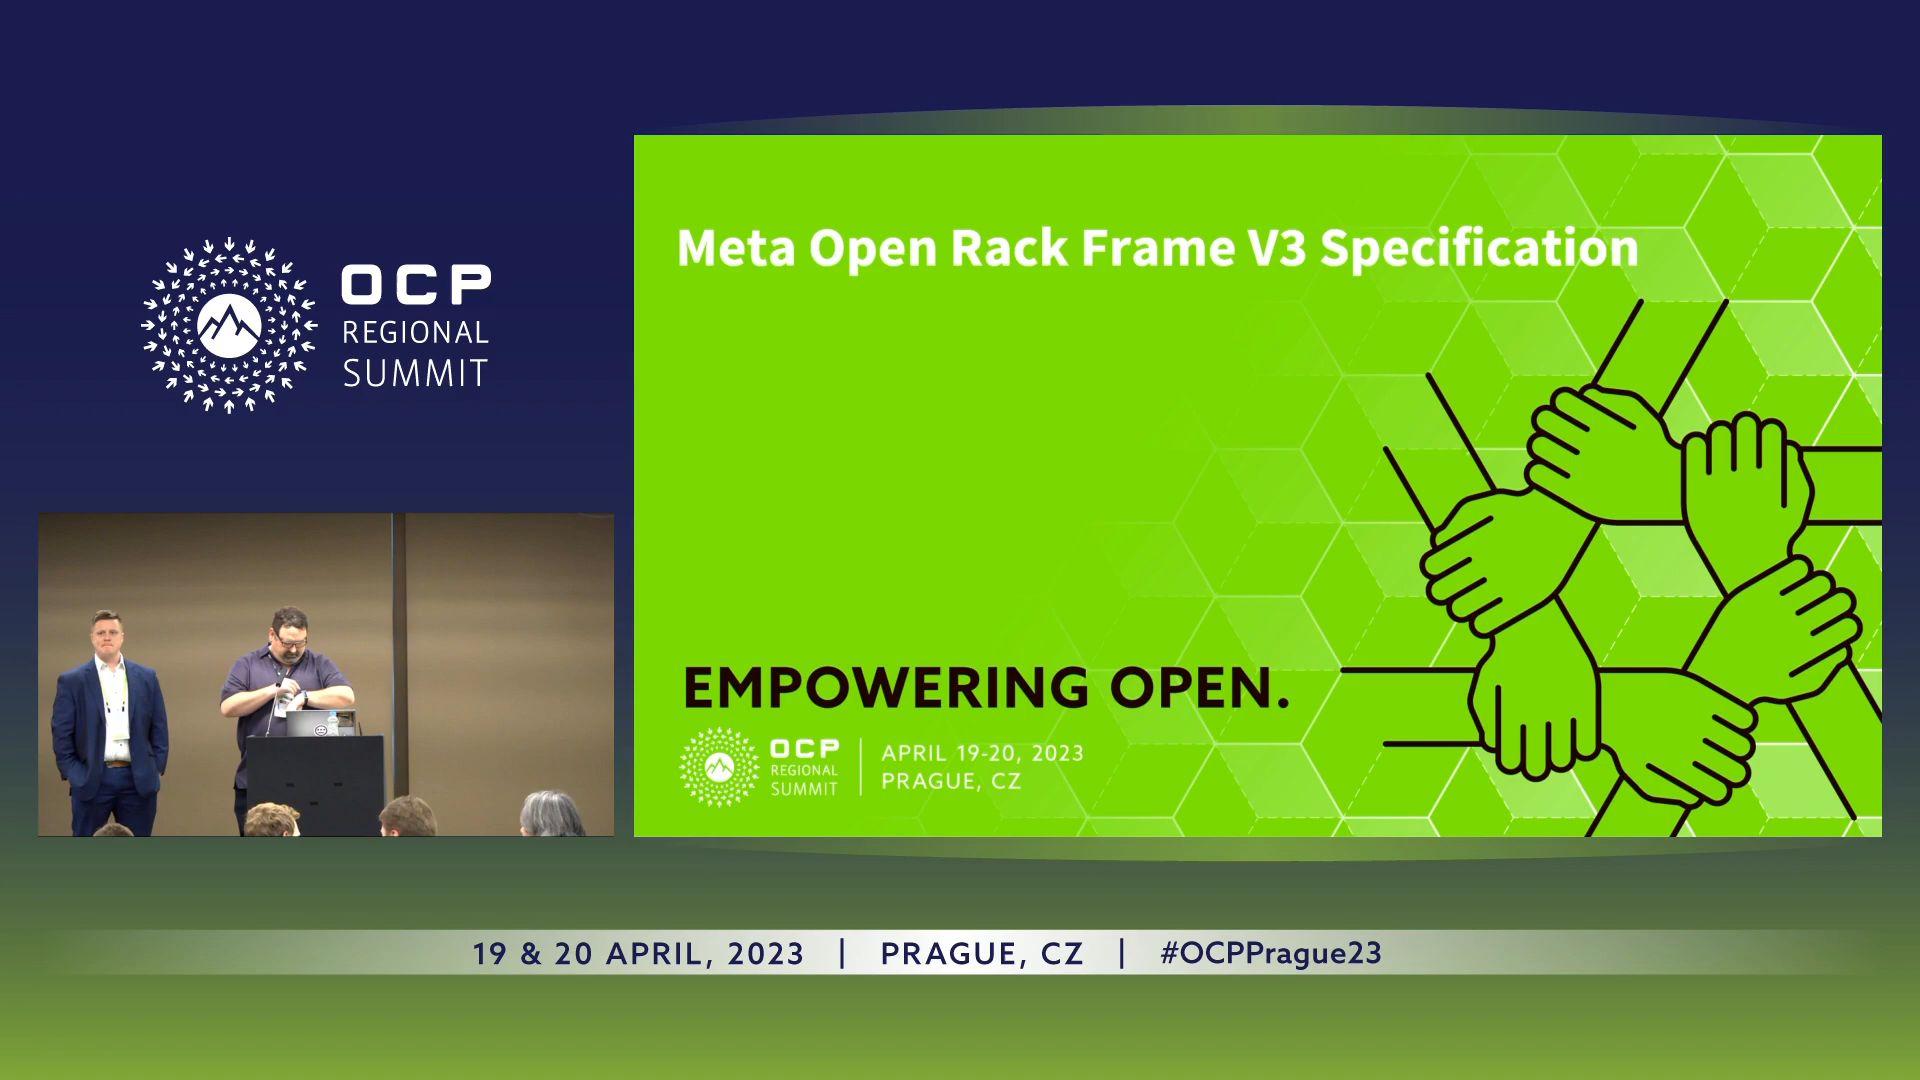 OCP
REGIONAL
SUMMIT
Meta Open Rack Frame V3 Specification
EMPOWERING OPEN.
OCP
REGIONAL
SUMMIT
APRIL 19-20, 2023
PRAGUE, CZ
19 & 20 APRIL, 2023 | PRAGUE, CZ | #OCPPrague23